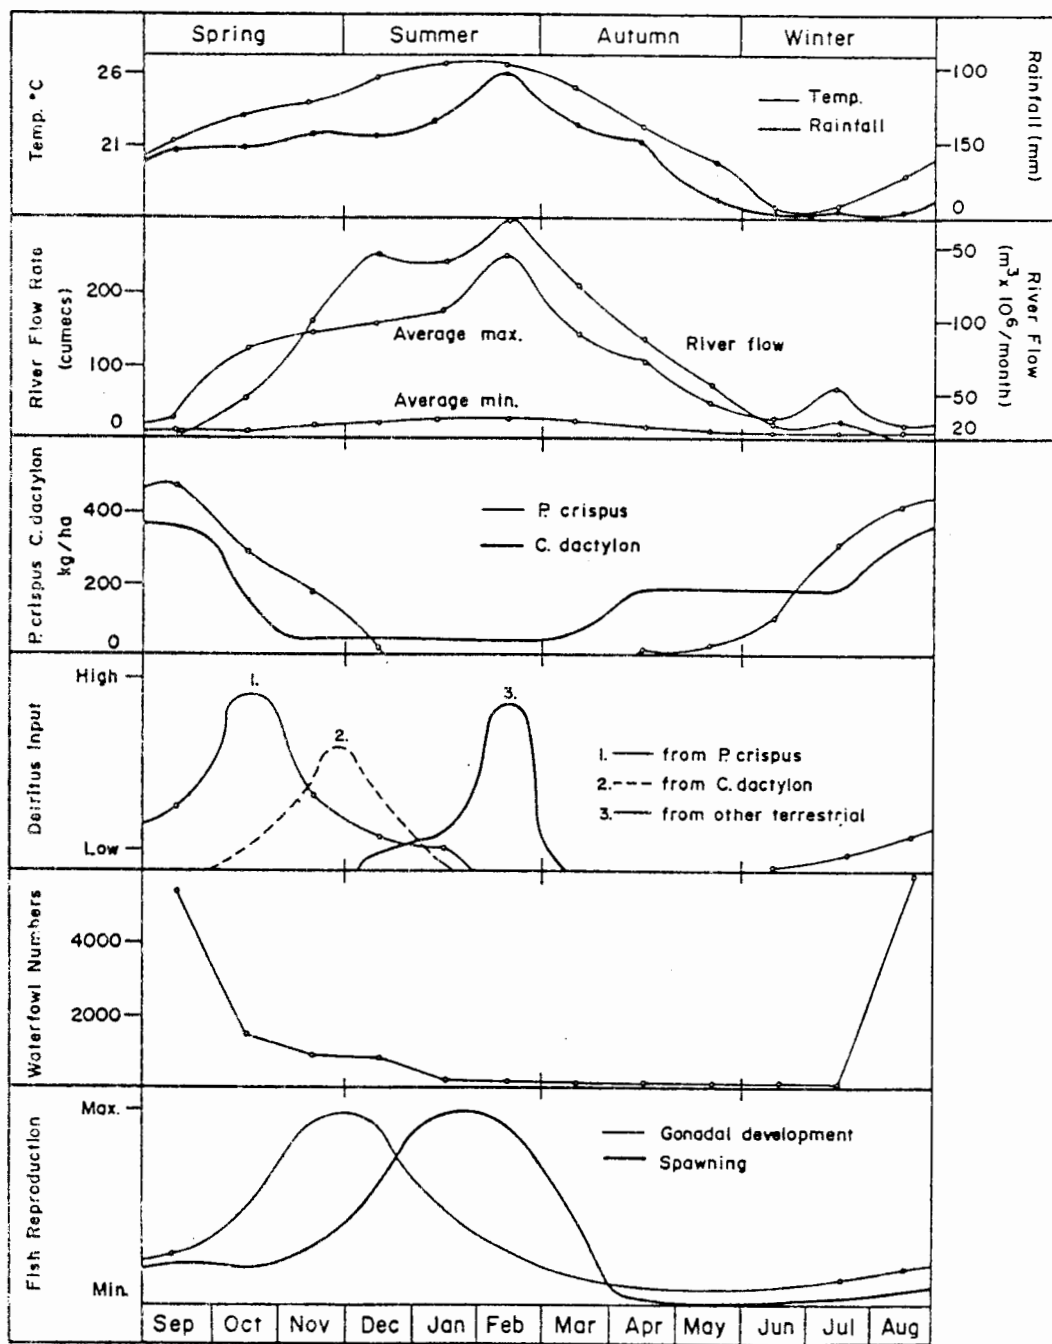 Spring Summer Autumn Winter
Temp. °C
26
21
Temp.
Rainfall
100
150
0
Rainfall (mm)
River Flow Rate
(cumecs)
200
100
0
Average max.
River flow
Average min.
50
100
50
20
River Flow
(m³ x 10⁶/month)
P.crispus C.dactylon
kg/ha
400
200
0
P. crispus
C. dactylon
Detritus Input
High
Low
1.
2.
3.
1. from P. crispus
2. from C. dactylon
3. from other terrestrial
Waterfowl Numbers
4000
2000
Fish Reproduction
Max.
Min.
Gonadal development
Spawning
Sep Oct Nov Dec Jan Feb Mar Apr May Jun Jul Aug